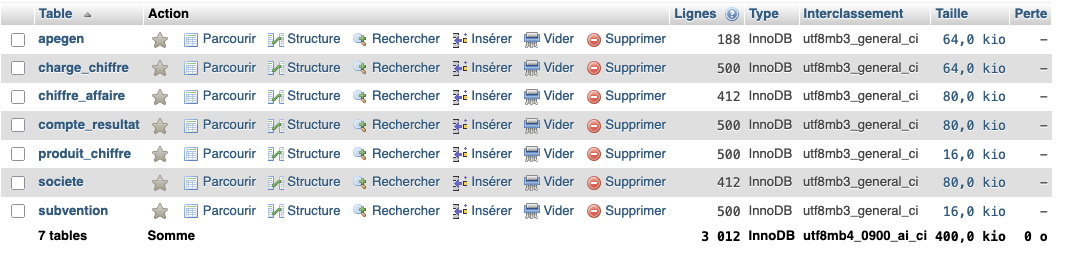 Table Action Lignes Type Interclassement Taille Perte
apegen Parcourir Structure Rechercher Insérer Vider Supprimer 188 InnoDB utf8mb3_general_ci 64,0 kio –
charge_chiffre Parcourir Structure Rechercher Insérer Vider Supprimer 500 InnoDB utf8mb3_general_ci 64,0 kio –
chiffre_affaire Parcourir Structure Rechercher Insérer Vider Supprimer 412 InnoDB utf8mb3_general_ci 80,0 kio –
compte_resultat Parcourir Structure Rechercher Insérer Vider Supprimer 500 InnoDB utf8mb3_general_ci 80,0 kio –
produit_chiffre Parcourir Structure Rechercher Insérer Vider Supprimer 500 InnoDB utf8mb3_general_ci 16,0 kio –
societe Parcourir Structure Rechercher Insérer Vider Supprimer 412 InnoDB utf8mb3_general_ci 80,0 kio –
subvention Parcourir Structure Rechercher Insérer Vider Supprimer 500 InnoDB utf8mb3_general_ci 16,0 kio –
7 tables Somme 3 012 InnoDB utf8mb4_0900_ai_ci 400,0 kio 0 o